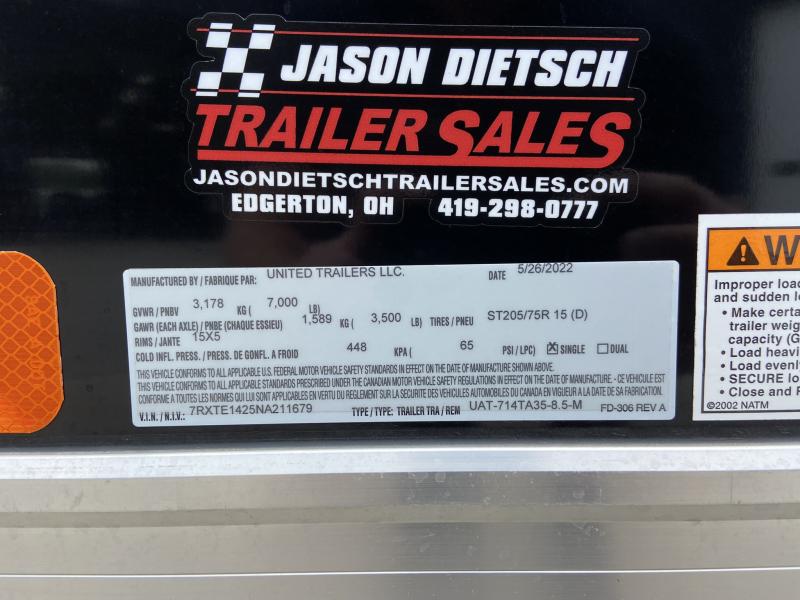 JASON DIETSCH
TRAILER SALES
JASONDIETSCHTRAILERSALES.COM
EDGERTON, OH 419-298-0777
MANUFACTURED BY / FABRIQUE PAR: UNITED TRAILERS LLC. DATE 5/26/2022
GVWR / PNBV 3,178 KG ( 7,000 LB)
GAWR (EACH AXLE) / PNBE (CHAQUE ESSIEU) 1,589 KG ( 3,500 LB) TIRES / PNEU ST205/75R 15 (D)
RIMS / JANTE 15X5
COLD INFL. PRESS. / PRESS. DE GONFL. A FROID 448 KPA ( 65 PSI / LPC) ☒ SINGLE ☐ DUAL
THIS VEHICLE CONFORMS TO ALL APPLICABLE FEDERAL MOTOR VEHICLE SAFETY STANDARDS IN EFFECT ON THE DATE OF MANUFACTURE SHOWN ABOVE. THIS
VEHICLE CONFORMS TO ALL APPLICABLE STANDARDS PRESCRIBED UNDER THE CANADIAN MOTOR VEHICLE SAFETY REGULATIONS IN EFFECT ON THE DATE OF MANUFACTURE - CE VEHICULE EST
CONFORME A TOUTES LES NORMES QUI LUI SONT APPLICABLES EN VERTU DU REGLEMENT SUR LA SECURITE DES VEHICULES AUTOMOBILES DU CANADA EN VIGUEUR A LA DATE DE SA FABRICATION.
V.I.N. / N.I.V.: 7RXTE1425NA211679 TYPE / TYPE: TRAILER TRA / REM UAT-714TA35-8.5-M FD-306 REV A
W
Improper loa
and sudden lo
• Make certa
trailer weig
capacity (G
• Load heavi
• Load evenl
• SECURE lo
• Close and F
©2002 NATM